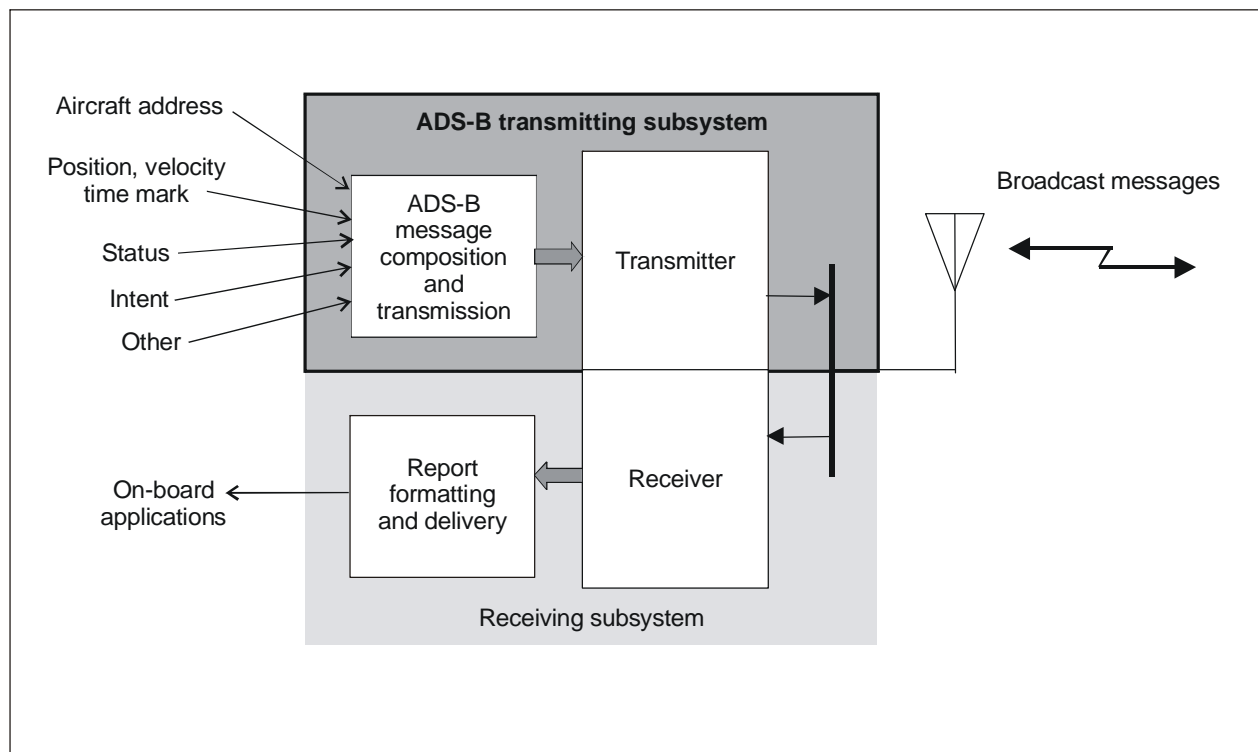 Aircraft address
ADS-B transmitting subsystem
Position, velocity
time mark
Status
Intent
Other
ADS-B
message
composition
and
transmission
Transmitter
Broadcast messages
On-board
applications
Report
formatting
and delivery
Receiver
Receiving subsystem